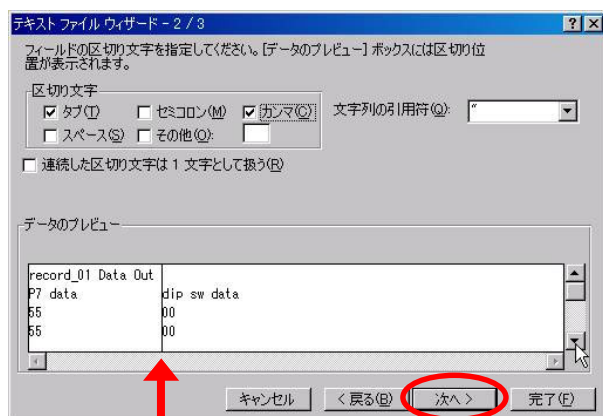 テキスト ファイル ウィザード - 2 / 3
フィールドの区切り文字を指定してください。[データのプレビュー] ボックスには区切り位
置が表示されます。
区切り文字
タブ(T) セミコロン(M) カンマ(C) 文字列の引用符(Q): "
スペース(S) その他(O):
連続した区切り文字は 1 文字として扱う(R)
データのプレビュー
record_01 Data Out
P7 data dip sw data
55 00
55 00
キャンセル < 戻る(B) 次へ > 完了(F)